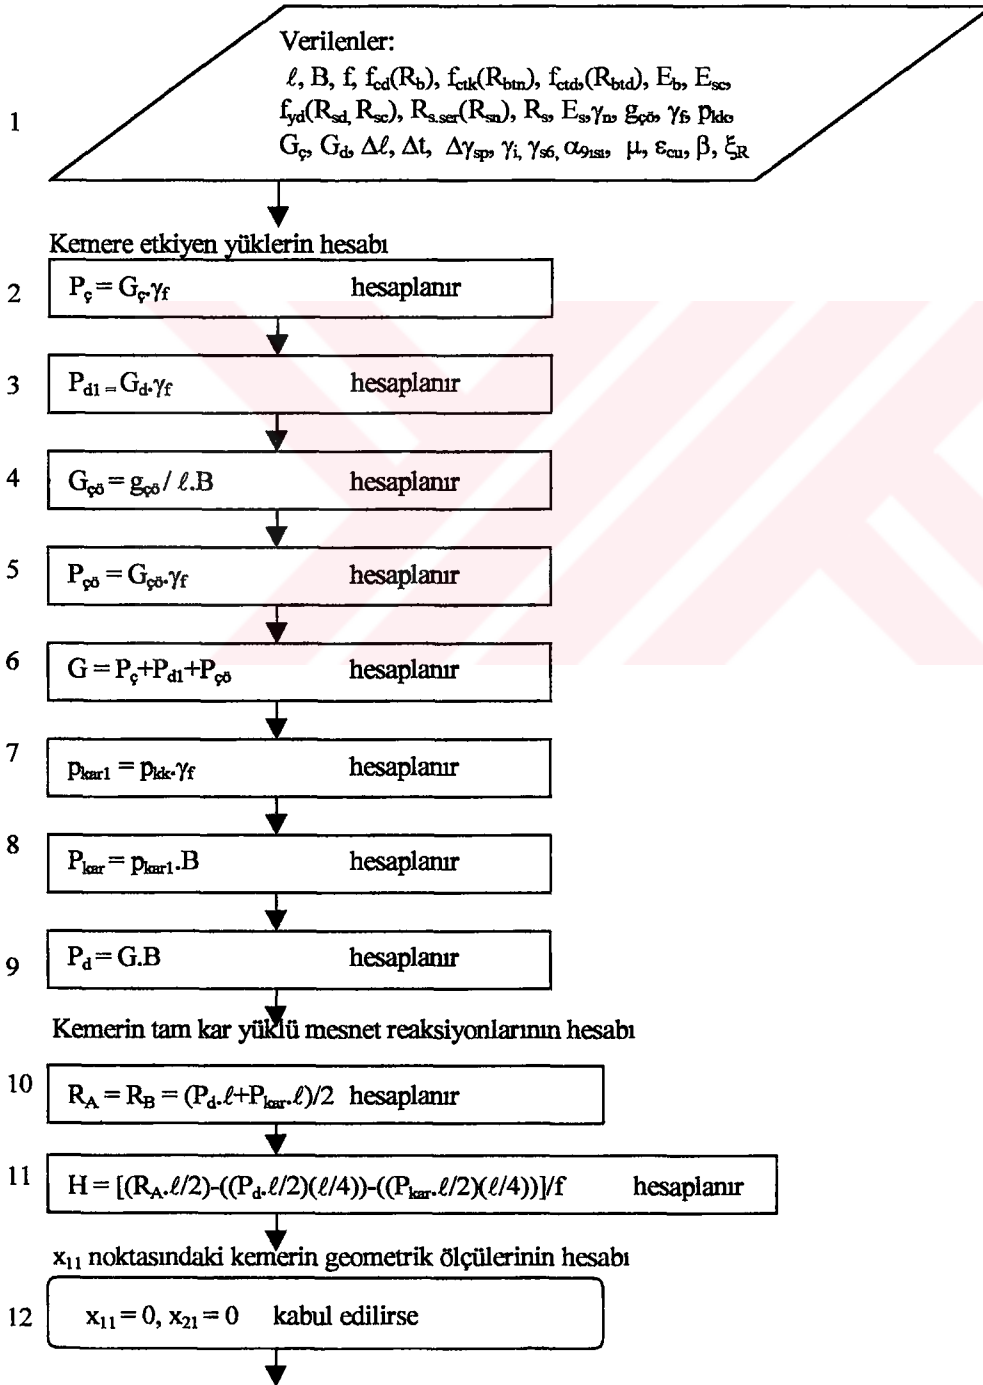 Verilenler:
ℓ, B, f, f_cd(R_b), f_ctk(R_btn), f_ctd,(R_btd), E_b, E_sc,
1
f_yd(R_sd, R_sc), R_s.ser(R_sn), R_s, E_s,γ_n, g_çö, γ_f, p_kk,
G_ç, G_d, Δℓ, Δt, Δγ_sp, γ_i, γ_s6, α_9ısı, μ, ε_cu, β, ξ_R
Kemere etkiyen yüklerin hesabı
2 P_ç = G_ç.γ_f hesaplanır
3 P_d1 = G_d.γ_f hesaplanır
4 G_çö = g_çö / ℓ.B hesaplanır
5 P_çö = G_çö.γ_f hesaplanır
6 G = P_ç+P_d1+P_çö hesaplanır
7 p_kar1 = p_kk.γ_f hesaplanır
8 P_kar = p_kar1.B hesaplanır
9 P_d = G.B hesaplanır
Kemerin tam kar yüklü mesnet reaksiyonlarının hesabı
10 R_A = R_B = (P_d.ℓ+P_kar.ℓ)/2 hesaplanır
11 H = [(R_A.ℓ/2)-((P_d.ℓ/2)(ℓ/4))-((P_kar.ℓ/2)(ℓ/4))]/f hesaplanır
x_11 noktasındaki kemerin geometrik ölçülerinin hesabı
12 x_11 = 0, x_21 = 0 kabul edilirse